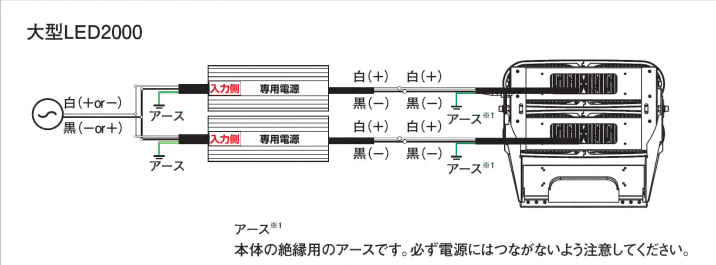 大型LED2000
白(+or−)
黒(−or+)
アース
入力側
専用電源
白(+) 白(+)
黒(−) 黒(−)
アース※1
アース
入力側
専用電源
白(+) 白(+)
黒(−) 黒(−)
アース※1
アース※1
本体の絶縁用のアースです。必ず電源にはつながないよう注意してください。